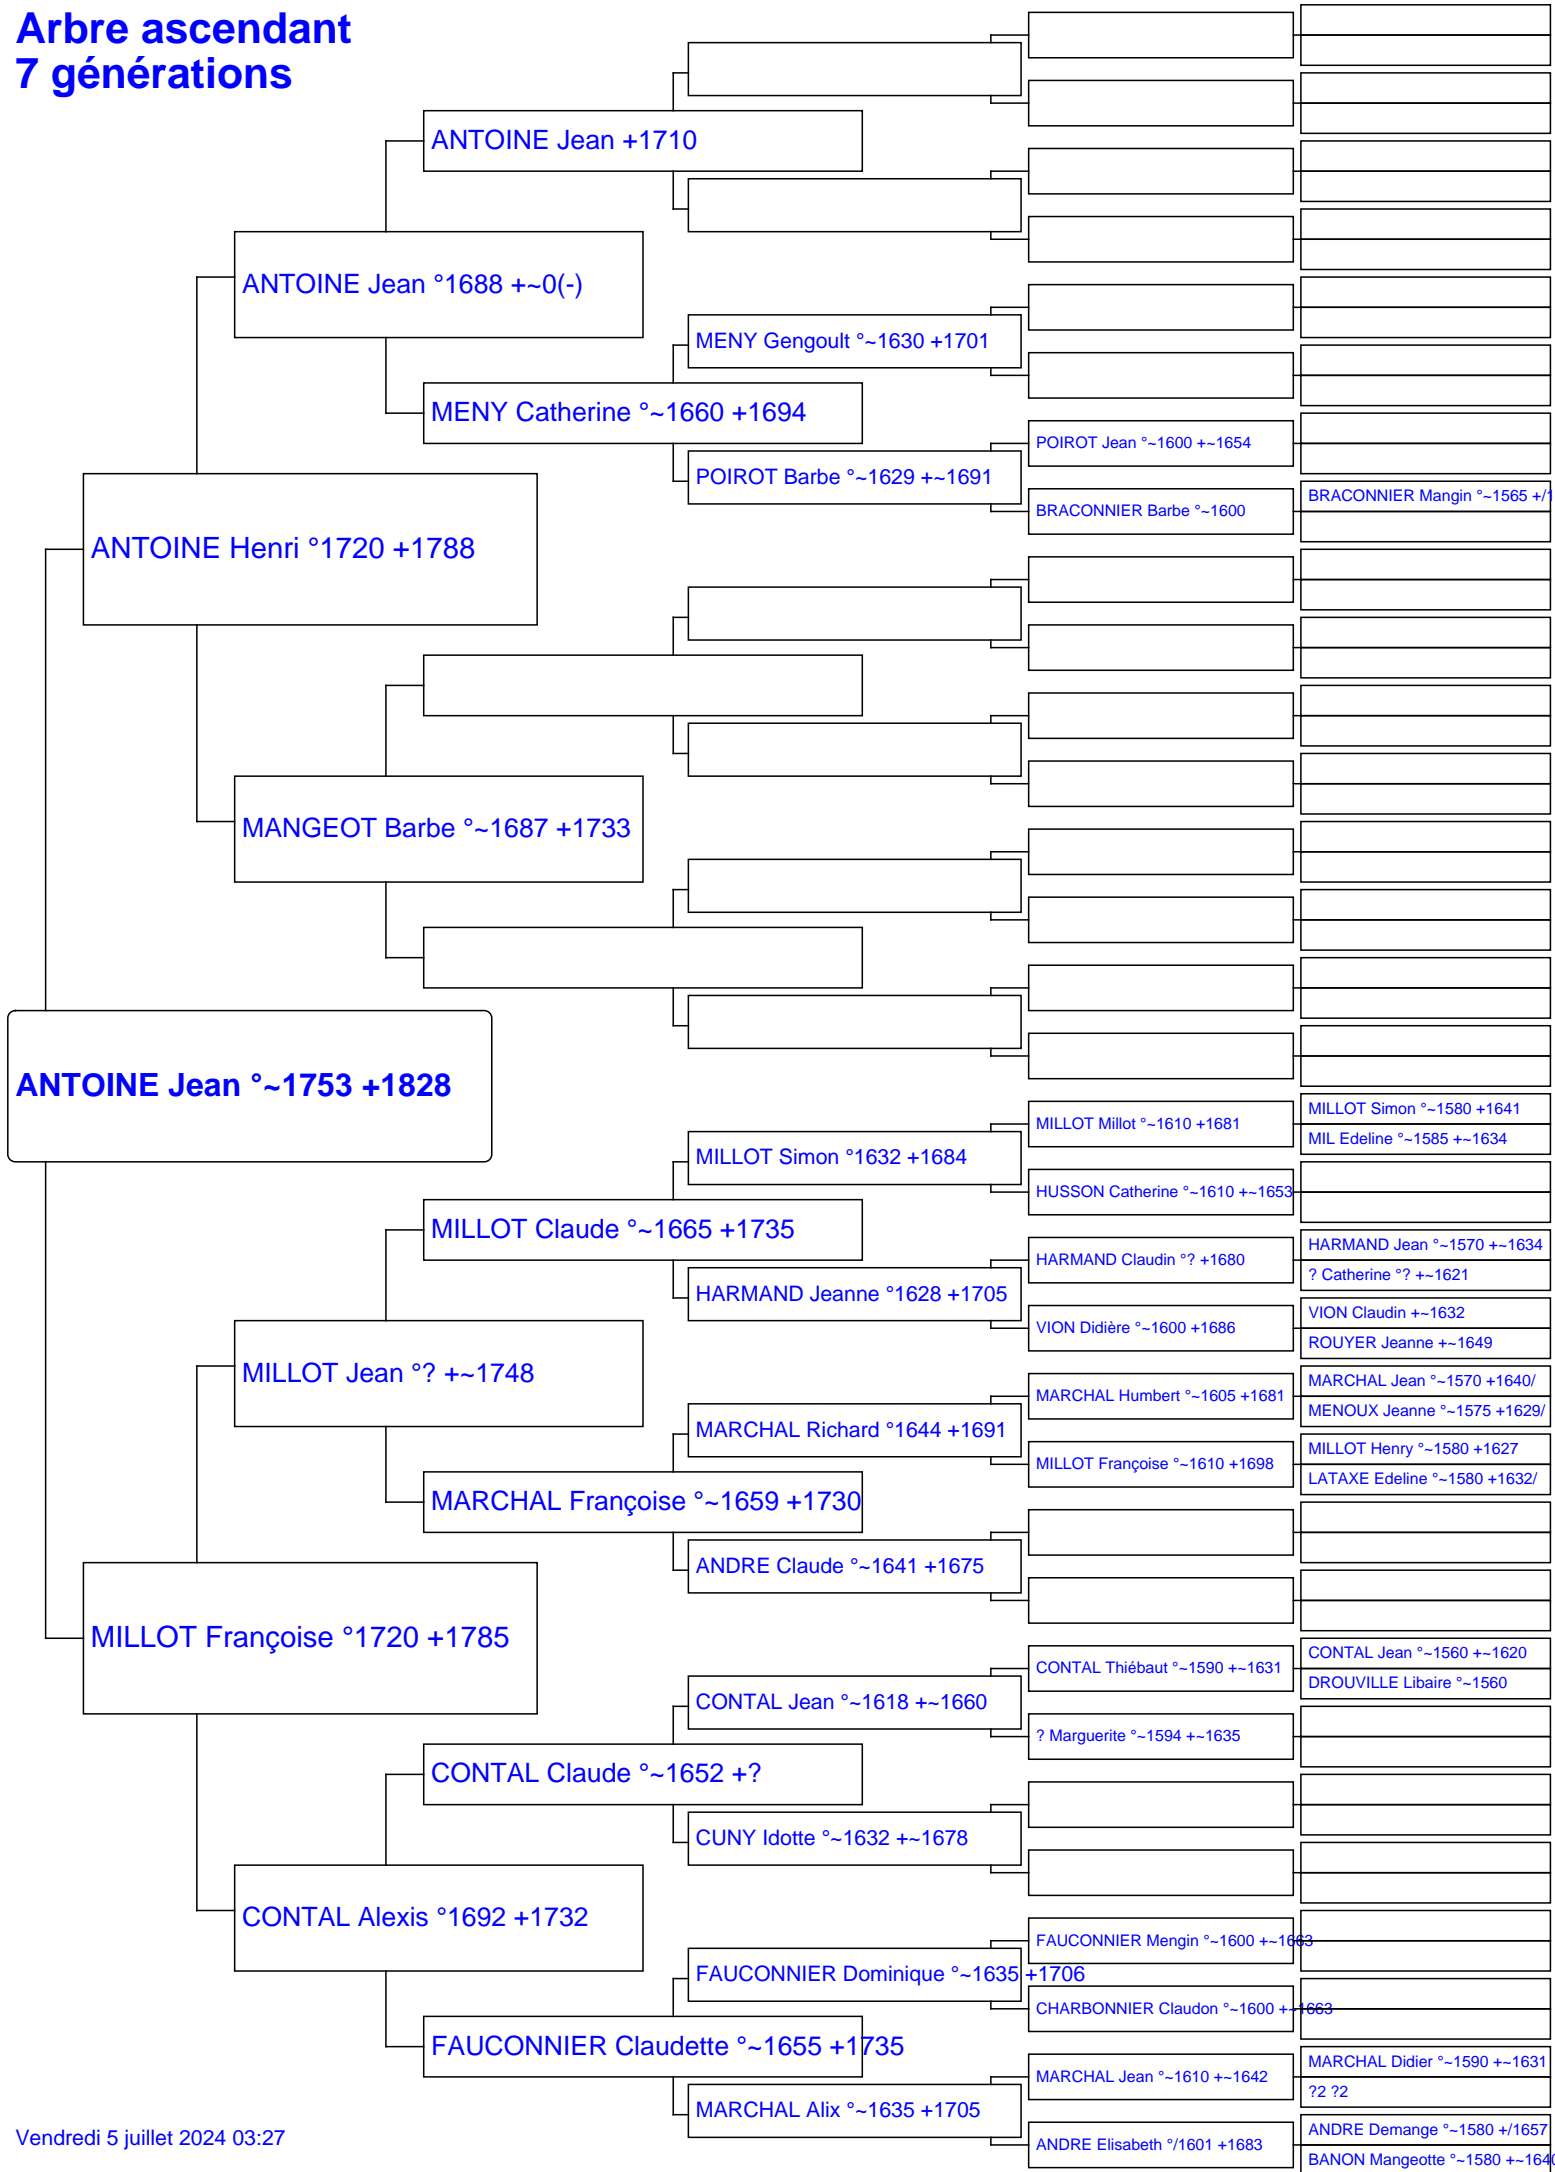 Arbre ascendant
7 générations
ANTOINE Jean +1710
ANTOINE Jean °1688 +~0(-)
MENY Gengoult °~1630 +1701
MENY Catherine °~1660 +1694
POIROT Jean °~1600 +~1654
POIROT Barbe °~1629 +~1691
BRACONNIER Mangin °~1565 +/1
BRACONNIER Barbe °~1600
ANTOINE Henri °1720 +1788
MANGEOT Barbe °~1687 +1733
ANTOINE Jean °~1753 +1828
MILLOT Simon °~1580 +1641
MILLOT Millot °~1610 +1681
MIL Edeline °~1585 +~1634
MILLOT Simon °1632 +1684
HUSSON Catherine °~1610 +~1653
MILLOT Claude °~1665 +1735
HARMAND Jean °~1570 +~1634
HARMAND Claudin °? +1680
? Catherine °? +~1621
HARMAND Jeanne °1628 +1705
VION Claudin +~1632
VION Didière °~1600 +1686
ROUYER Jeanne +~1649
MILLOT Jean °? +~1748
MARCHAL Jean °~1570 +1640/
MARCHAL Humbert °~1605 +1681
MENOUX Jeanne °~1575 +1629/
MARCHAL Richard °1644 +1691
MILLOT Henry °~1580 +1627
MILLOT Françoise °~1610 +1698
LATAXE Edeline °~1580 +1632/
MARCHAL Françoise °~1659 +1730
ANDRE Claude °~1641 +1675
MILLOT Françoise °1720 +1785
CONTAL Jean °~1560 +~1620
CONTAL Thiébaut °~1590 +~1631
DROUVILLE Libaire °~1560
CONTAL Jean °~1618 +~1660
? Marguerite °~1594 +~1635
CONTAL Claude °~1652 +?
CUNY Idotte °~1632 +~1678
CONTAL Alexis °1692 +1732
FAUCONNIER Mengin °~1600 +~1663
FAUCONNIER Dominique °~1635 +1706
CHARBONNIER Claudon °~1600 +~1663
FAUCONNIER Claudette °~1655 +1735
MARCHAL Didier °~1590 +~1631
MARCHAL Jean °~1610 +~1642
?2 ?2
MARCHAL Alix °~1635 +1705
ANDRE Demange °~1580 +/1657
ANDRE Elisabeth °/1601 +1683
BANON Mangeotte °~1580 +~1640
Vendredi 5 juillet 2024 03:27